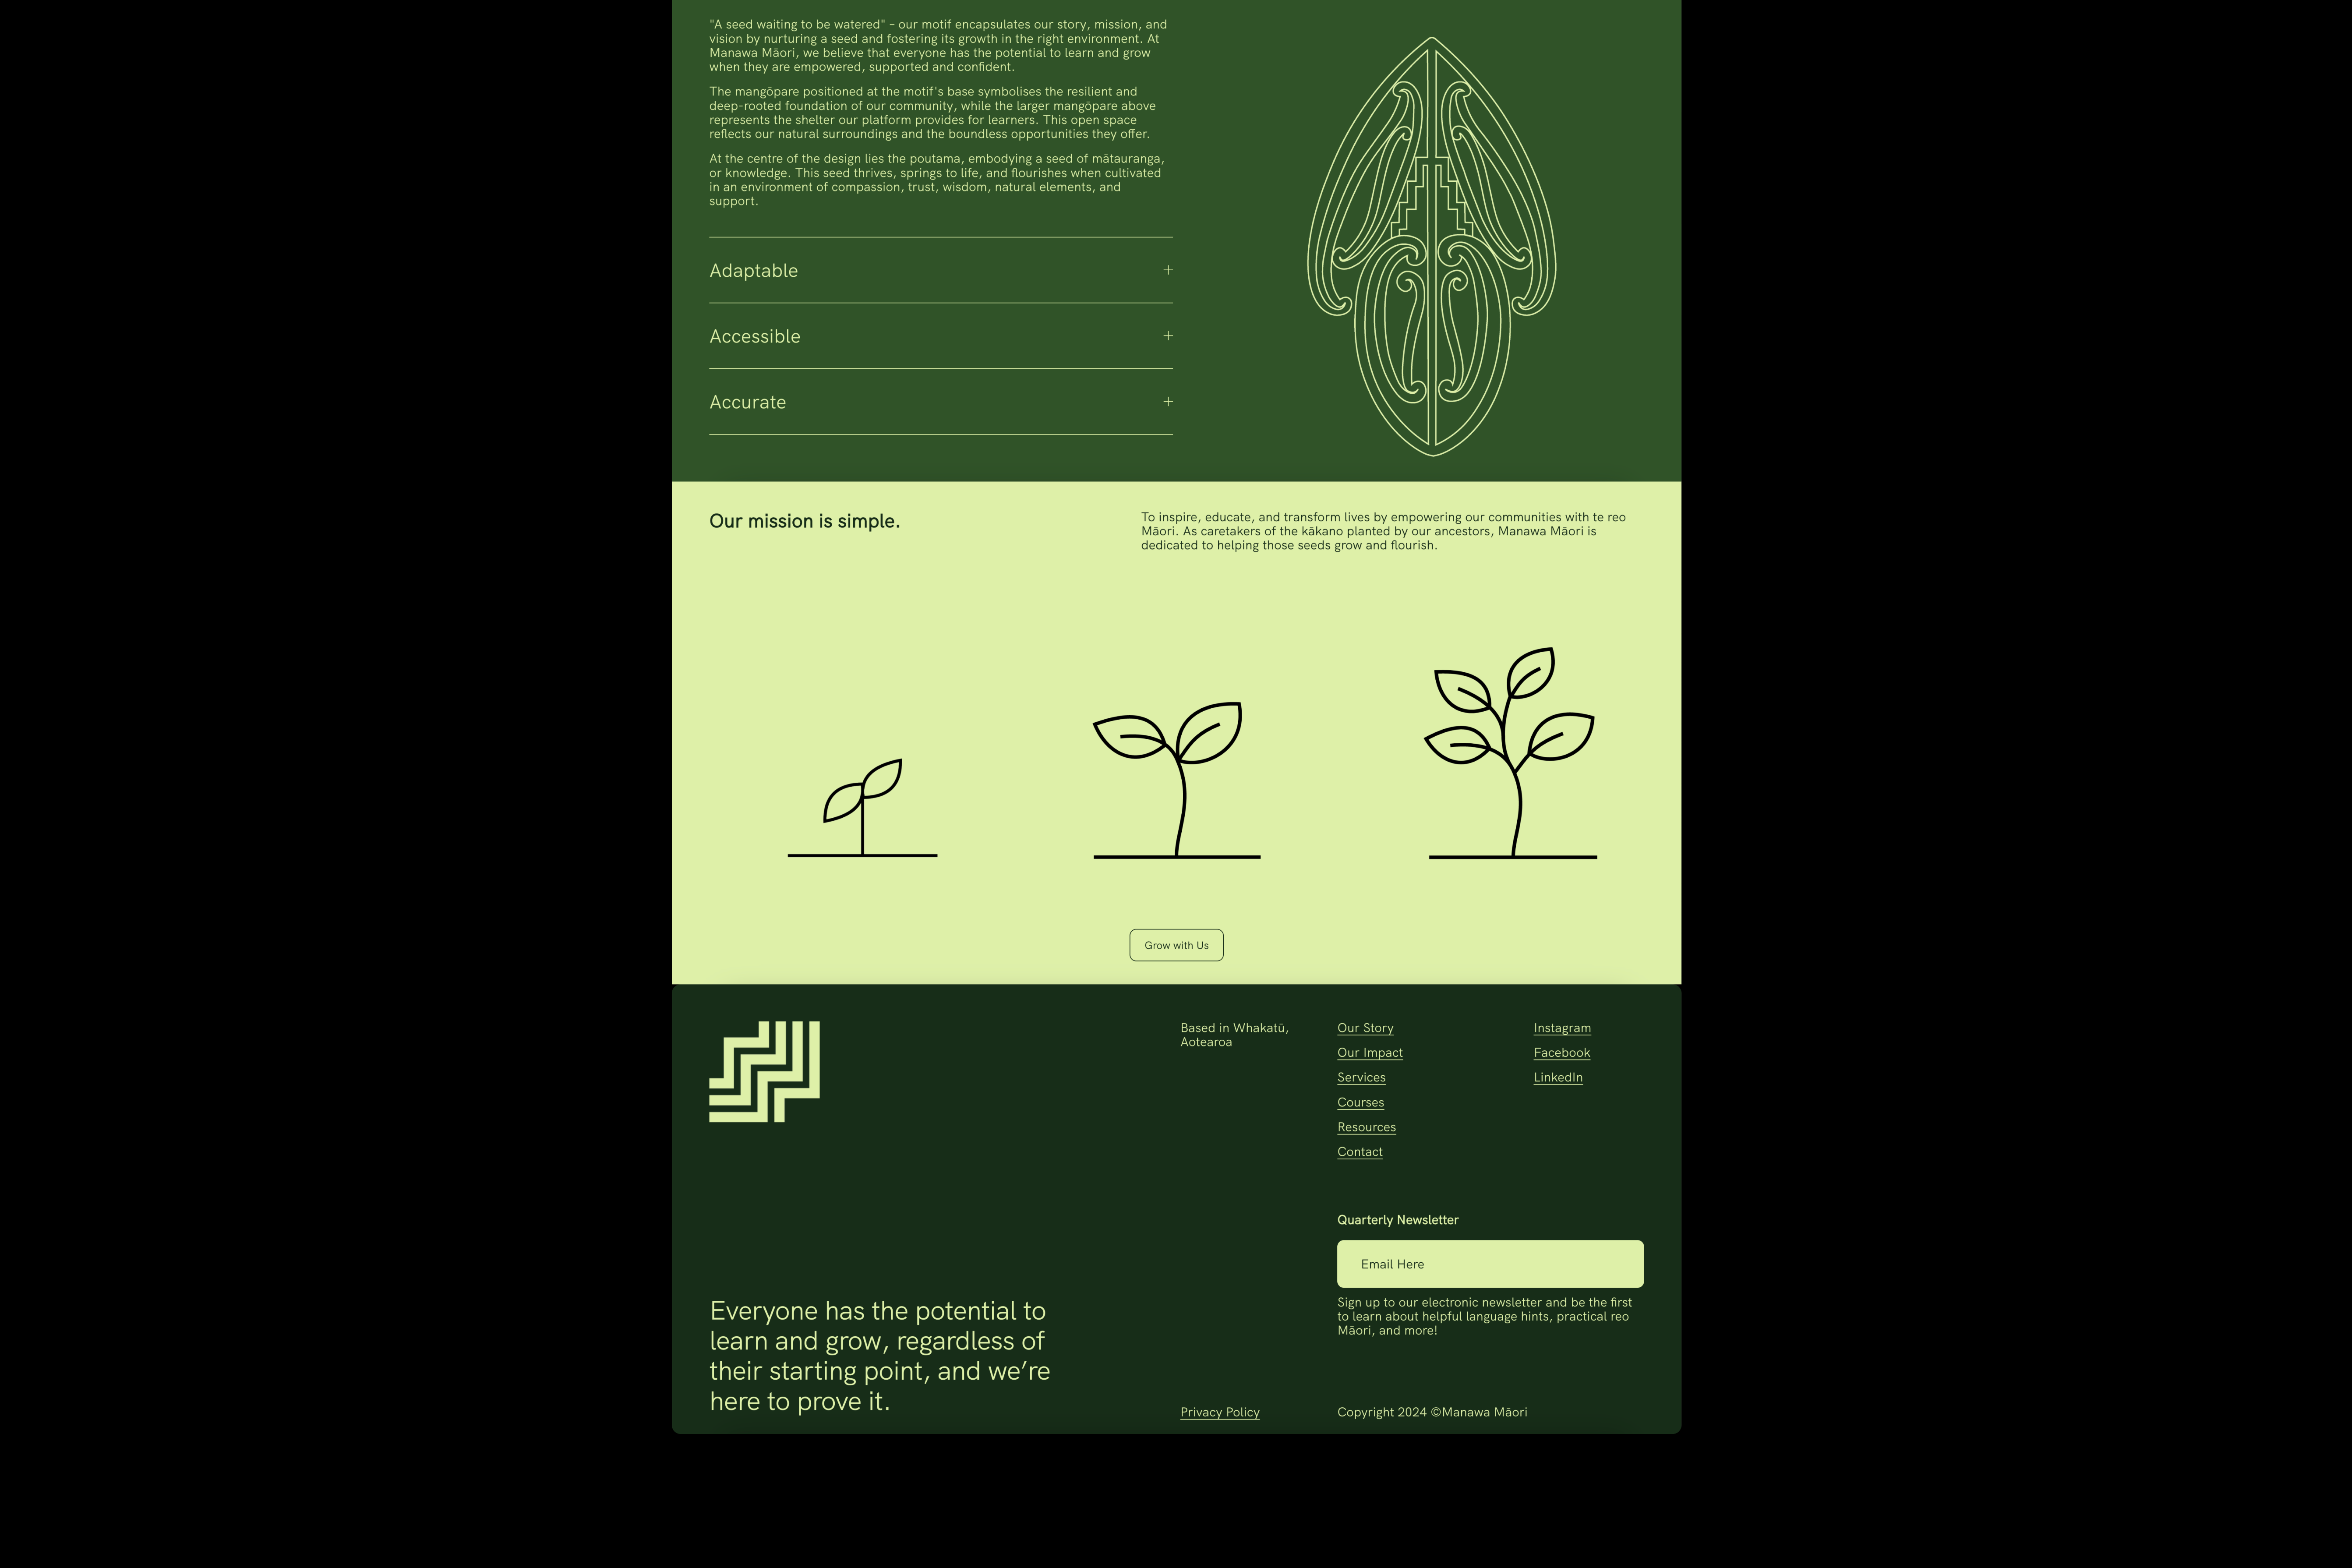 "A seed waiting to be watered" – our motif encapsulates our story, mission, and
vision by nurturing a seed and fostering its growth in the right environment. At
Manawa Māori, we believe that everyone has the potential to learn and grow
when they are empowered, supported and confident.
The mangōpare positioned at the motif's base symbolises the resilient and
deep-rooted foundation of our community, while the larger mangōpare above
represents the shelter our platform provides for learners. This open space
reflects our natural surroundings and the boundless opportunities they offer.
At the centre of the design lies the poutama, embodying a seed of mātauranga,
or knowledge. This seed thrives, springs to life, and flourishes when cultivated
in an environment of compassion, trust, wisdom, natural elements, and
support.
Adaptable
Accessible
Accurate
Our mission is simple.
To inspire, educate, and transform lives by empowering our communities with te reo
Māori. As caretakers of the kākano planted by our ancestors, Manawa Māori is
dedicated to helping those seeds grow and flourish.
Grow with Us
Based in Whakatū,
Aotearoa
Our Story
Our Impact
Services
Courses
Resources
Contact
Instagram
Facebook
LinkedIn
Quarterly Newsletter
Email Here
Sign up to our electronic newsletter and be the first
to learn about helpful language hints, practical reo
Māori, and more!
Everyone has the potential to
learn and grow, regardless of
their starting point, and we’re
here to prove it.
Privacy Policy
Copyright 2024 ©Manawa Māori